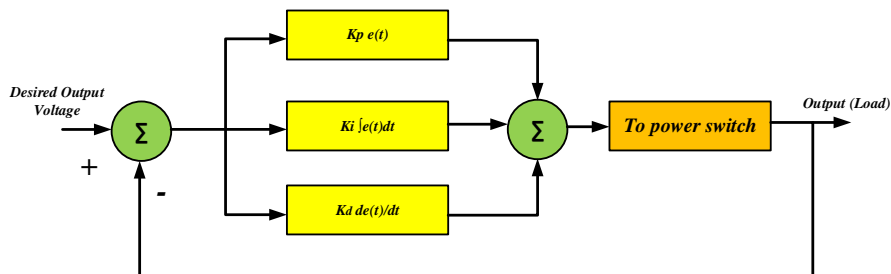 Kp e(t)
Desired Output
Voltage
Output (Load)
Σ
Ki ∫e(t)dt
Σ
To power switch
+
-
Kd de(t)/dt